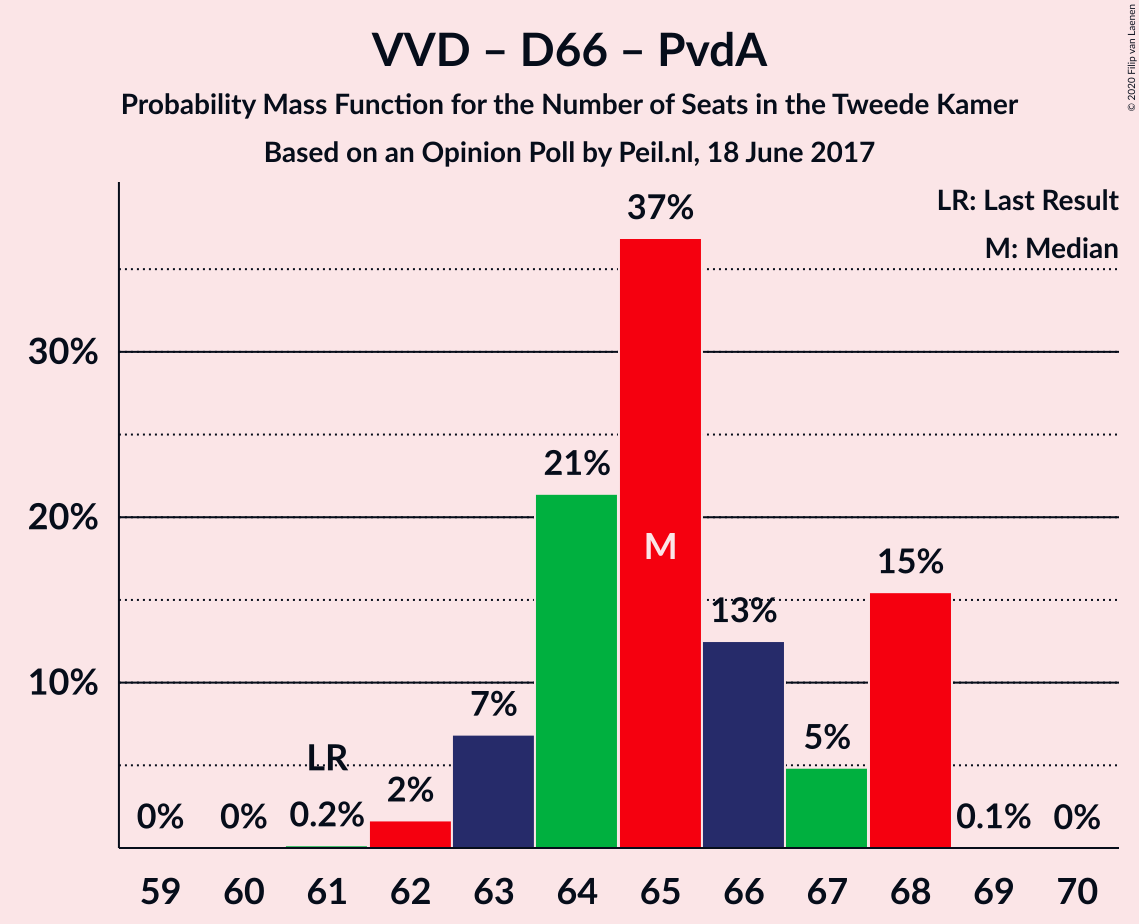 VVD – D66 – PvdA
Probability Mass Function for the Number of Seats in the Tweede Kamer
Based on an Opinion Poll by Peil.nl, 18 June 2017
© 2020 Filip van Laenen
LR: Last Result
M: Median
37%
30%
21%
20%
M
15%
13%
10%
7%
5%
LR
2%
0% 0% 0.2% 0.1% 0%
59 60 61 62 63 64 65 66 67 68 69 70